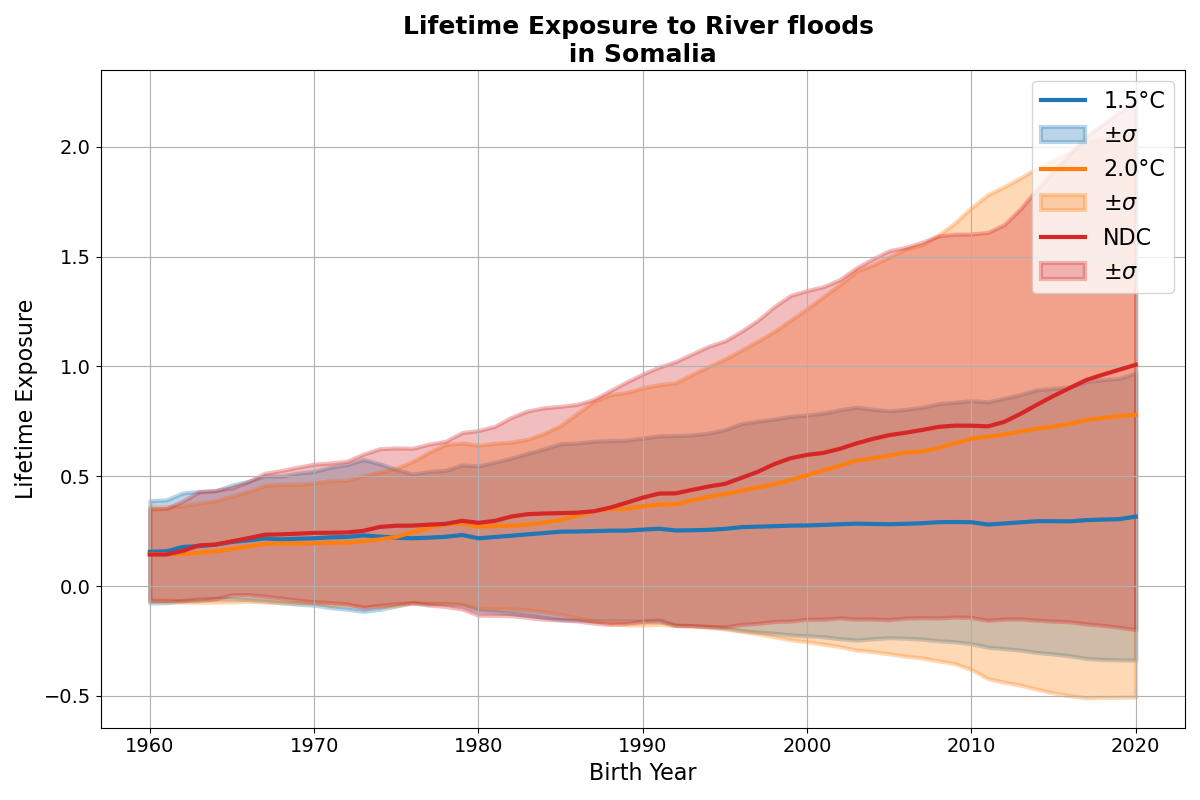 Lifetime Exposure to River floods
in Somalia
Lifetime Exposure
2.0
1.5
1.0
0.5
0.0
−0.5
1.5°C
±σ
2.0°C
±σ
NDC
±σ
1960 1970 1980 1990 2000 2010 2020
Birth Year